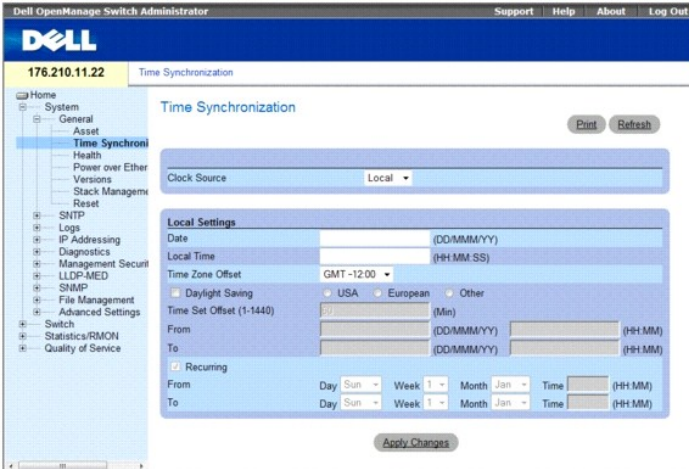 Dell OpenManage Switch Administrator
Support Help About Log Out
DELL
176.210.11.22
Time Synchronization
Home
System
General
Asset
Time Synchroni
Health
Power over Ether
Versions
Stack Manageme
Reset
SNTP
Logs
IP Addressing
Diagnostics
Management Securit
LLDP-MED
SNMP
File Management
Advanced Settings
Switch
Statistics/RMON
Quality of Service
Time Synchronization
Print Refresh
Clock Source Local
Local Settings
Date (DD/MMM/YY)
Local Time (HH:MM:SS)
Time Zone Offset GMT -12:00
Daylight Saving USA European Other
Time Set Offset (1-1440) 60 (Min)
From (DD/MMM/YY) (HH:MM)
To (DD/MMM/YY) (HH:MM)
Recurring
From Day Sun Week 1 Month Jan Time (HH:MM)
To Day Sun Week 1 Month Jan Time (HH:MM)
Apply Changes